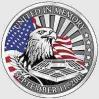 UNITED IN MEMORY
SEPTEMBER 11, 2001